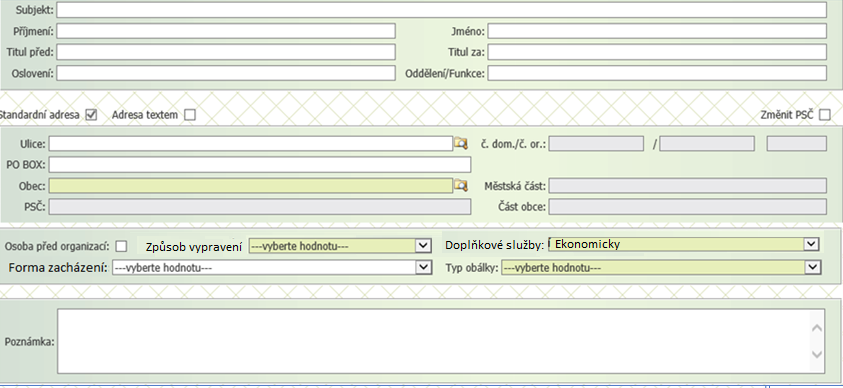 Subjekt:
Příjmení: Jméno:
Titul před: Titul za:
Oslovení: Oddělení/Funkce:
Standardní adresa Adresa textem Změnit PSČ
Ulice: č. dom./č. or.: /
PO BOX:
Obec: Městská část:
PSČ: Část obce:
Osoba před organizací: Způsob vypravení ---vyberte hodnotu--- Doplňkové služby: Ekonomicky
Forma zacházení: ---vyberte hodnotu--- Typ obálky: ---vyberte hodnotu---
Poznámka: